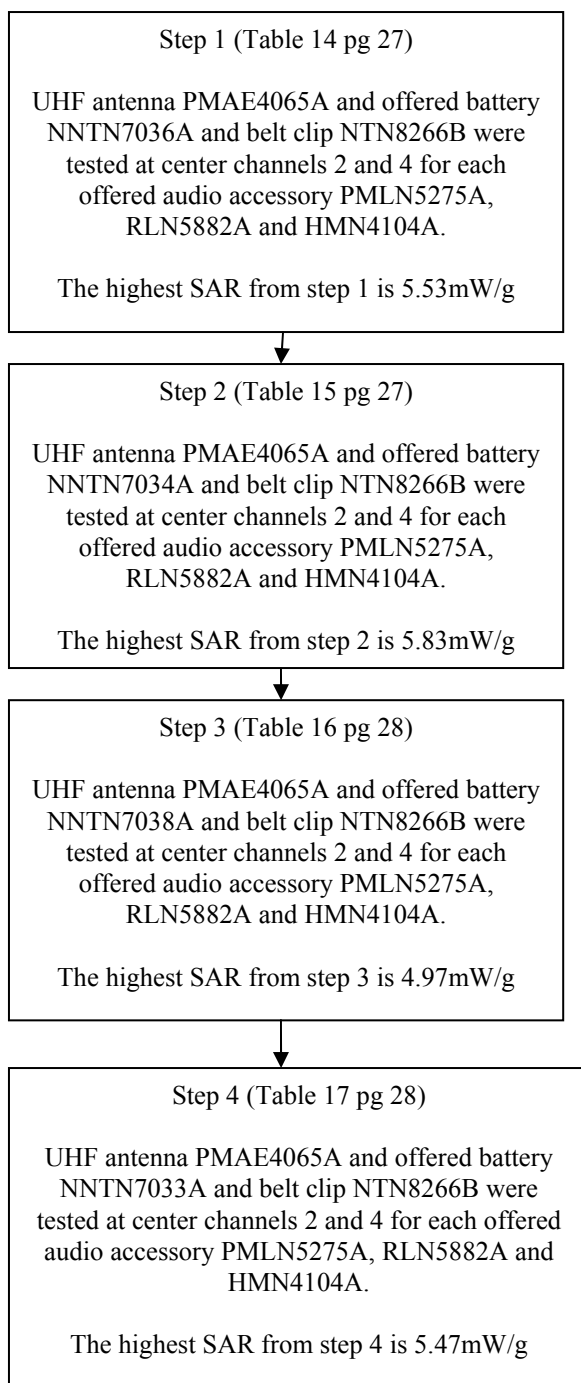 Step 1 (Table 14 pg 27)
UHF antenna PMAE4065A and offered battery
NNTN7036A and belt clip NTN8266B were
tested at center channels 2 and 4 for each
offered audio accessory PMLN5275A,
RLN5882A and HMN4104A.
The highest SAR from step 1 is 5.53mW/g
Step 2 (Table 15 pg 27)
UHF antenna PMAE4065A and offered battery
NNTN7034A and belt clip NTN8266B were
tested at center channels 2 and 4 for each
offered audio accessory PMLN5275A,
RLN5882A and HMN4104A.
The highest SAR from step 2 is 5.83mW/g
Step 3 (Table 16 pg 28)
UHF antenna PMAE4065A and offered battery
NNTN7038A and belt clip NTN8266B were
tested at center channels 2 and 4 for each
offered audio accessory PMLN5275A,
RLN5882A and HMN4104A.
The highest SAR from step 3 is 4.97mW/g
Step 4 (Table 17 pg 28)
UHF antenna PMAE4065A and offered battery
NNTN7033A and belt clip NTN8266B were
tested at center channels 2 and 4 for each offered
audio accessory PMLN5275A, RLN5882A and
HMN4104A.
The highest SAR from step 4 is 5.47mW/g